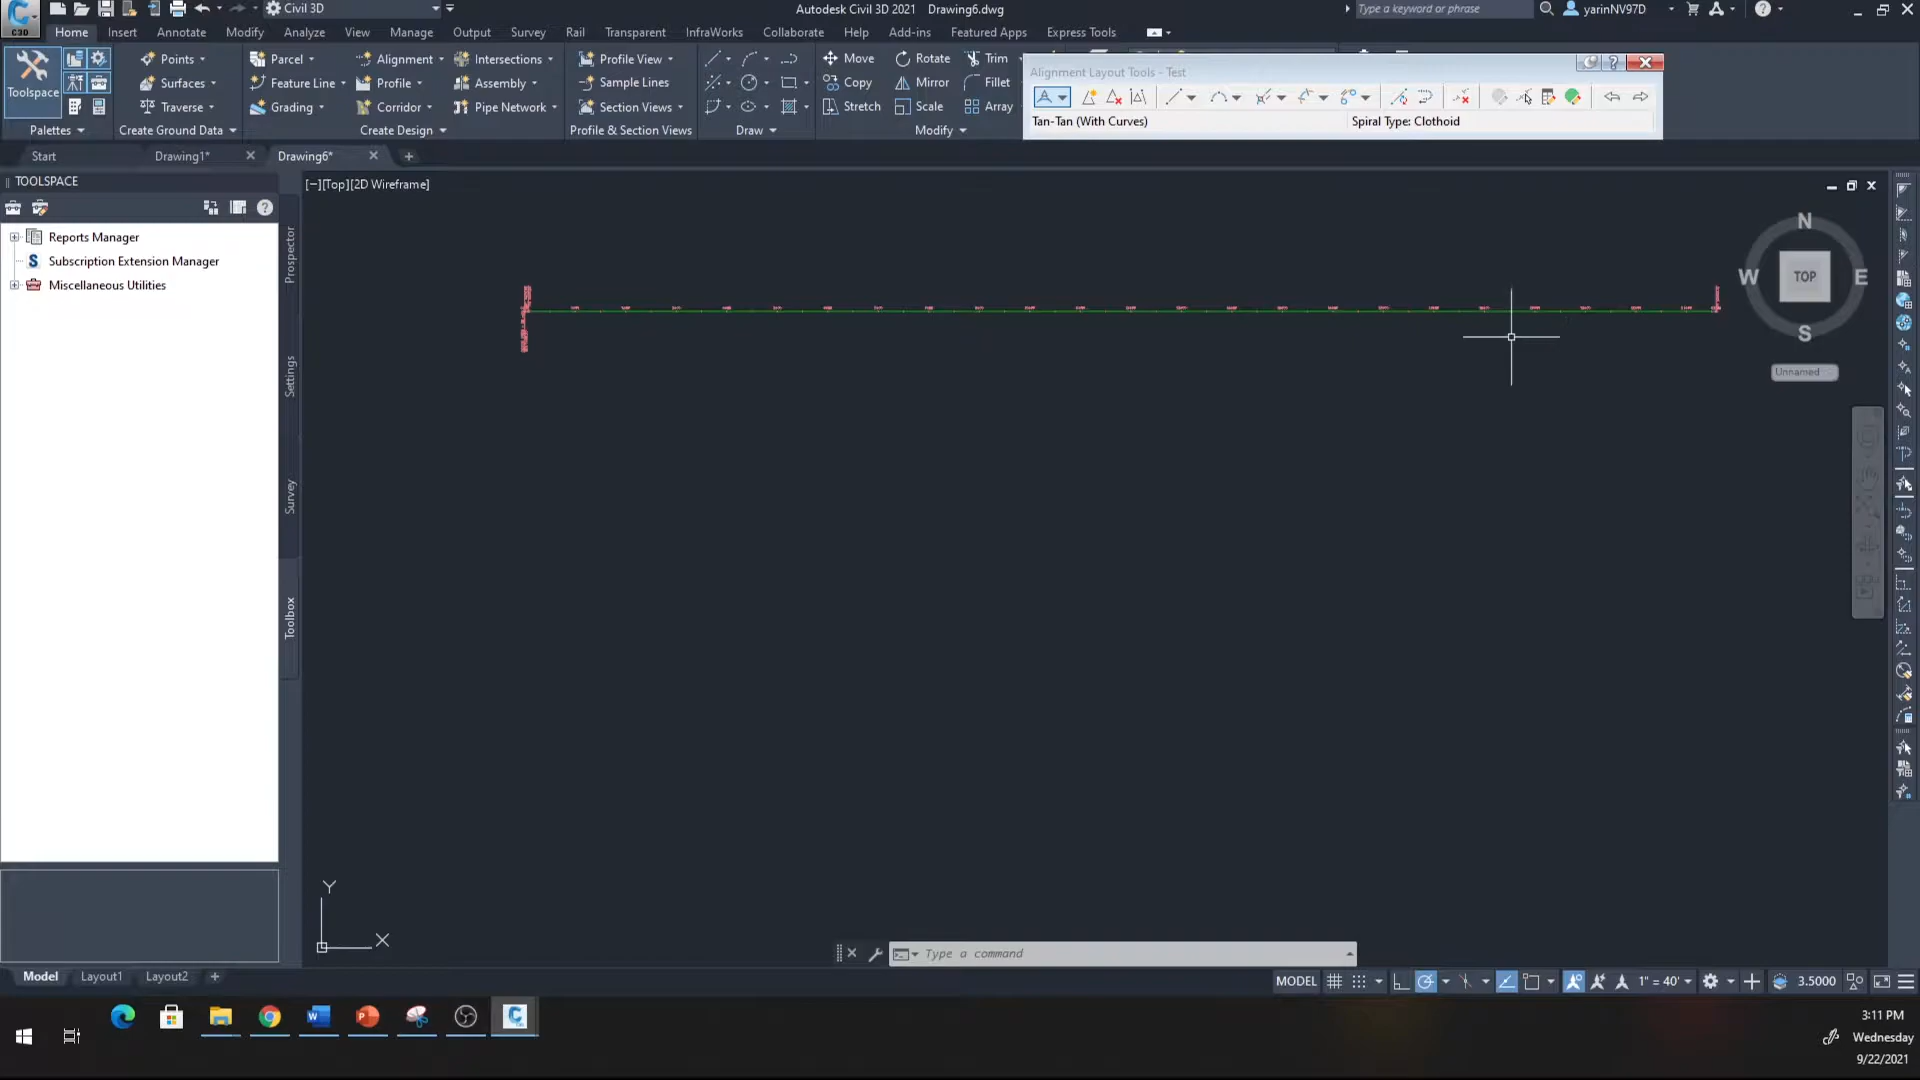 Civil 3D
Autodesk Civil 3D 2021 Drawing6.dwg
Type a keyword or phrase
yarinNV97D
C3D
Home Insert Annotate Modify Analyze View Manage Output Survey Rail Transparent InfraWorks Collaborate Help Add-ins Featured Apps Express Tools
Toolspace
Points
Surfaces
Traverse
Parcel
Feature Line
Grading
Alignment
Profile
Corridor
Intersections
Assembly
Pipe Network
Profile View
Sample Lines
Section Views
Move
Copy
Stretch
Rotate
Mirror
Scale
Trim
Fillet
Array
Palettes
Create Ground Data
Create Design
Profile & Section Views
Draw
Modify
Alignment Layout Tools - Test
Tan-Tan (With Curves)
Spiral Type: Clothoid
Start
Drawing1*
Drawing6*
TOOLSPACE
Reports Manager
Subscription Extension Manager
Miscellaneous Utilities
Prospector
Settings
Survey
Toolbox
[−][Top][2D Wireframe]
N
W
TOP
E
S
Unnamed
Y
X
Type a command
Model Layout1 Layout2
MODEL
1" = 40'
3.5000
3:11 PM
Wednesday
9/22/2021